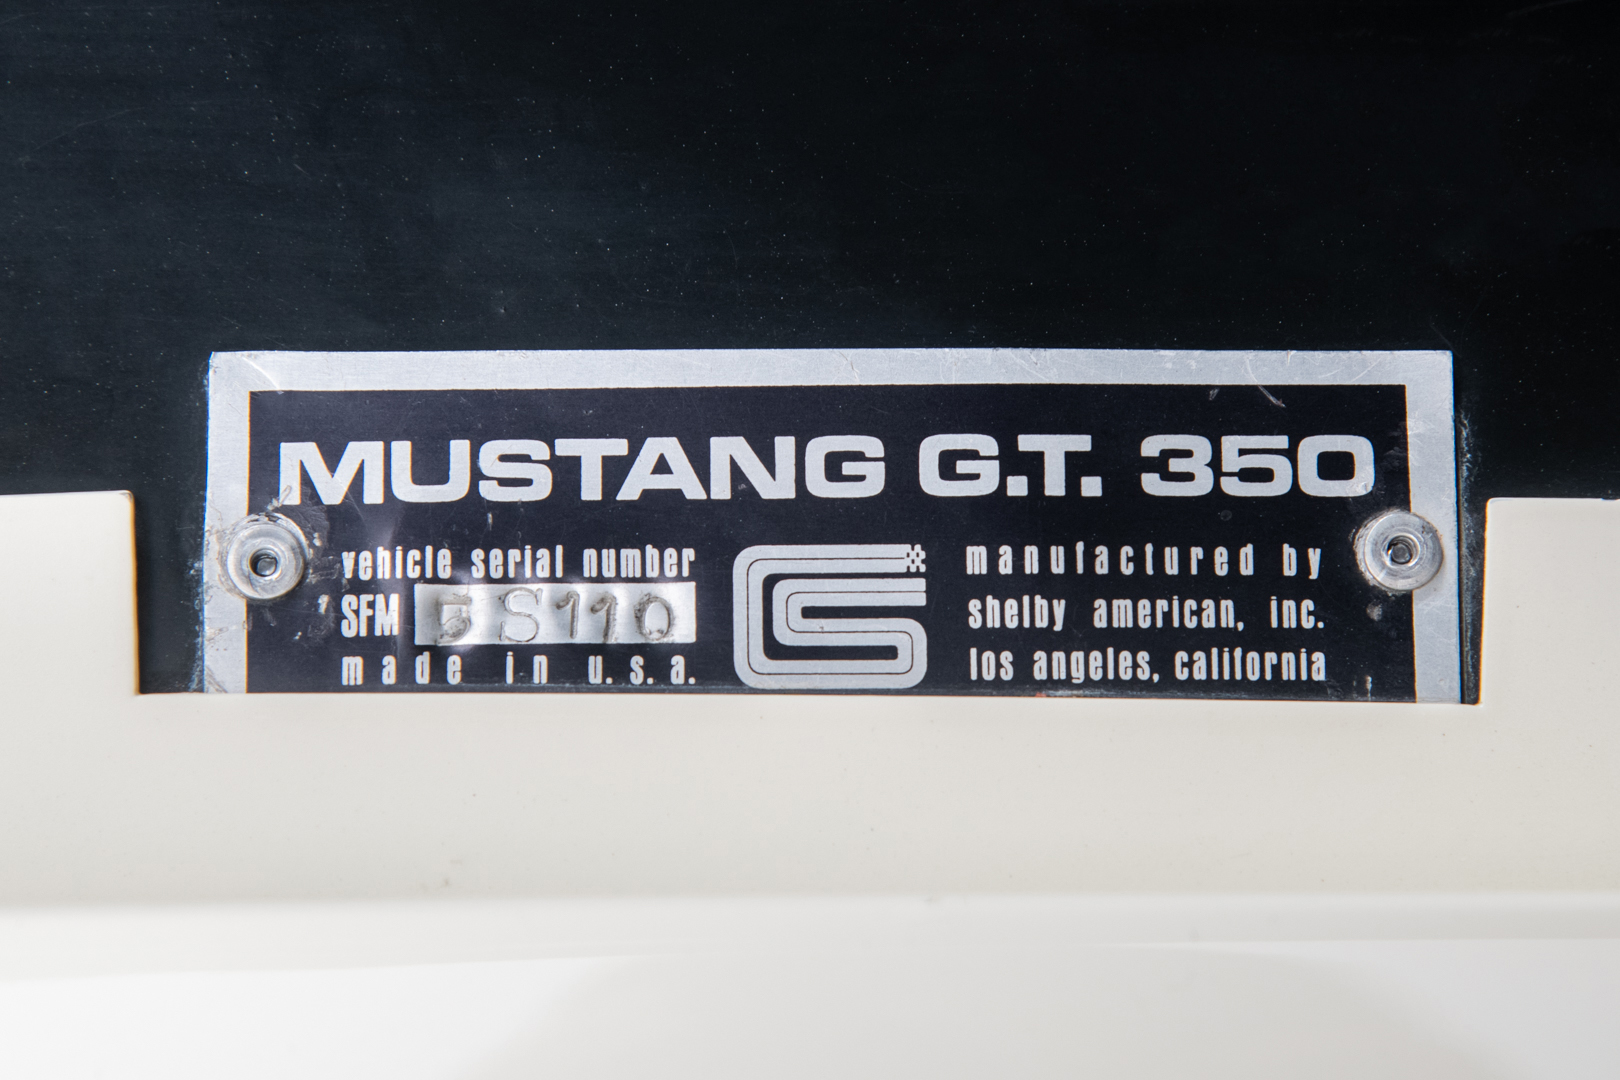 MUSTANG G.T. 350
vehicle serial number
SFM 5S110
made in u.s.a.
manufactured by
shelby american, inc.
los angeles, california